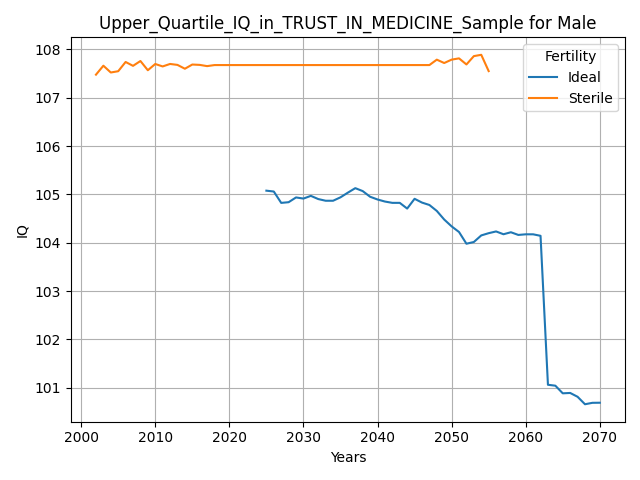 Upper_Quartile_IQ_in_TRUST_IN_MEDICINE_Sample for Male
108
107
106
105
104
103
102
101
IQ
2000 2010 2020 2030 2040 2050 2060 2070
Years
Fertility
Ideal
Sterile